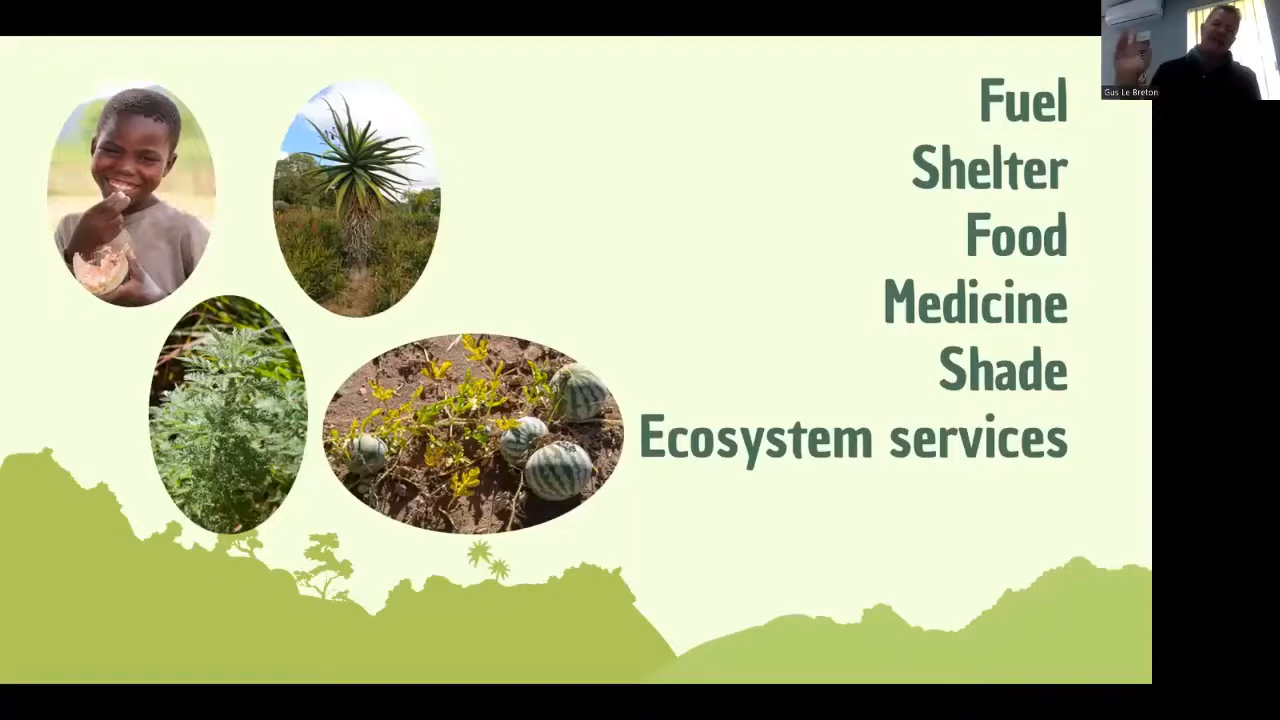 Gus Le Breton
Fuel
Shelter
Food
Medicine
Shade
Ecosystem services